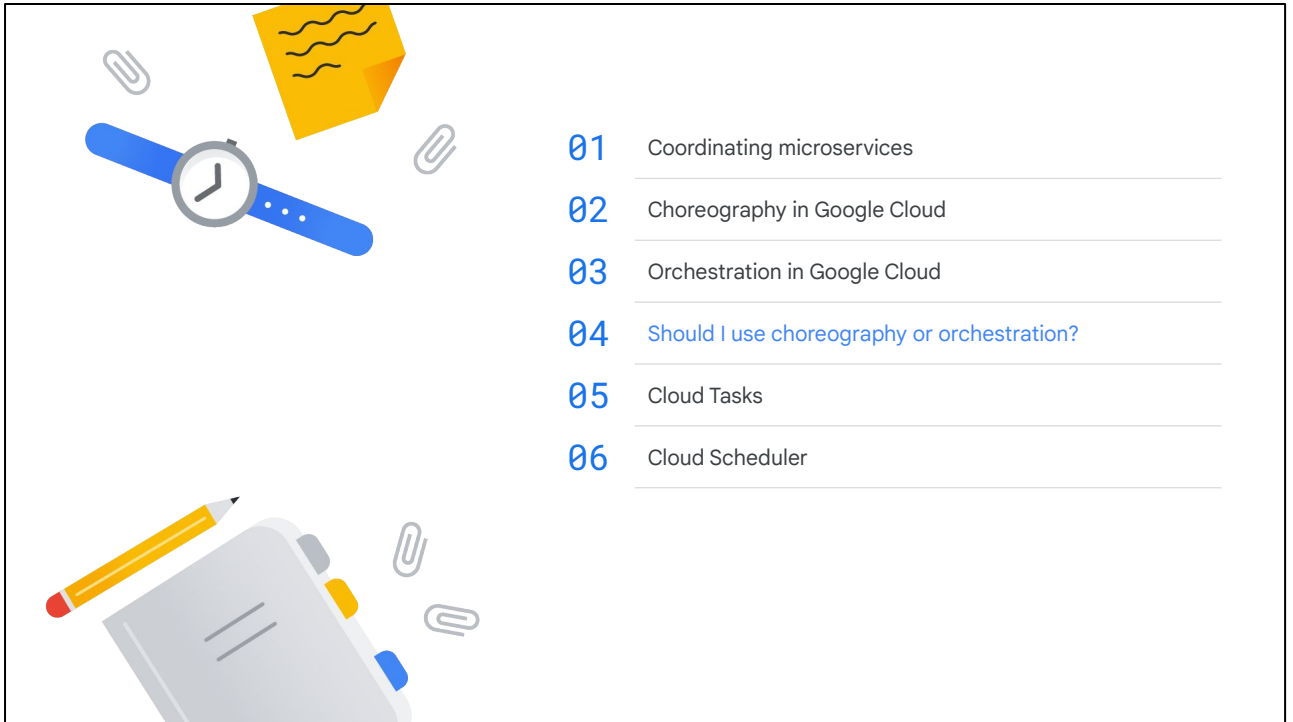 01 Coordinating microservices
02 Choreography in Google Cloud
03 Orchestration in Google Cloud
04 Should I use choreography or orchestration?
05 Cloud Tasks
06 Cloud Scheduler